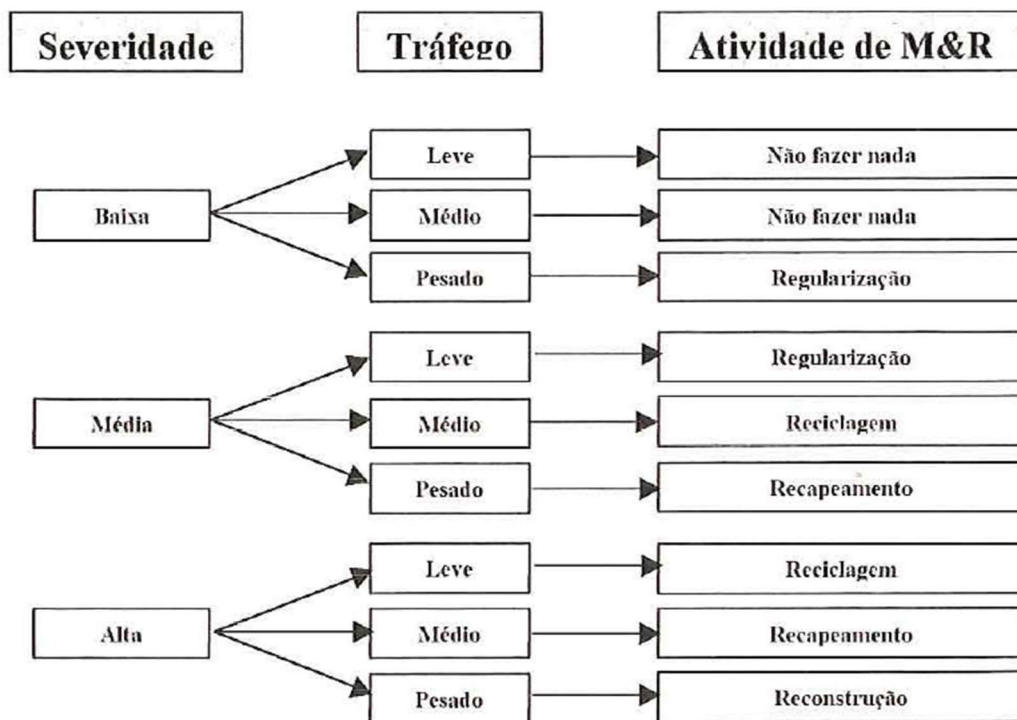 Severidade Tráfego Atividade de M&R
Leve Não fazer nada
Baixa Médio Não fazer nada
Pesado Regularização
Leve Regularização
Média Médio Reciclagem
Pesado Recapeamento
Leve Reciclagem
Alta Médio Recapeamento
Pesado Reconstrução